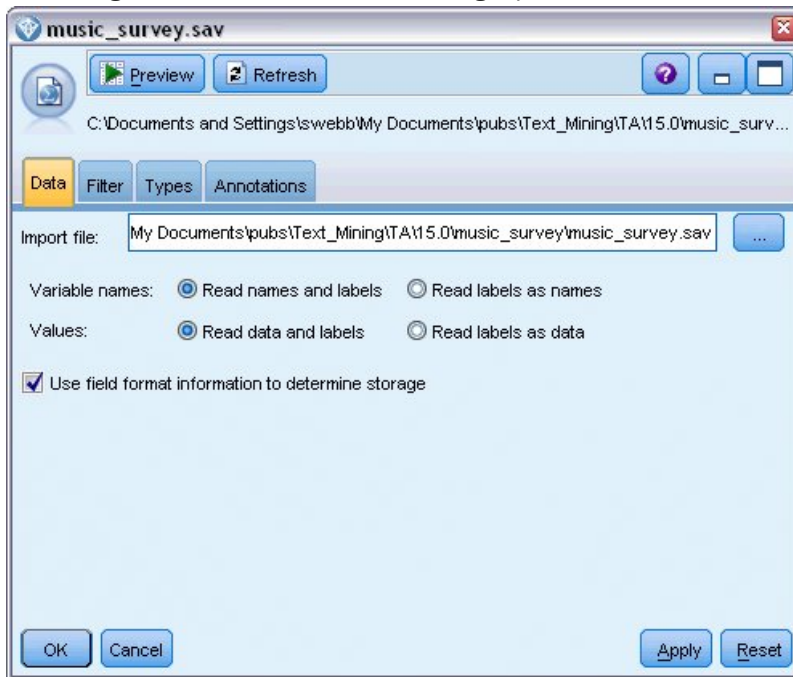 music_survey.sav
Preview Refresh
C:\Documents and Settings\swebb\My Documents\pubs\Text_Mining\TA\15.0\music_surv...
Data Filter Types Annotations
Import file: My Documents\pubs\Text_Mining\TA\15.0\music_survey\music_survey.sav ...
Variable names: Read names and labels Read labels as names
Values: Read data and labels Read labels as data
Use field format information to determine storage
OK Cancel Apply Reset